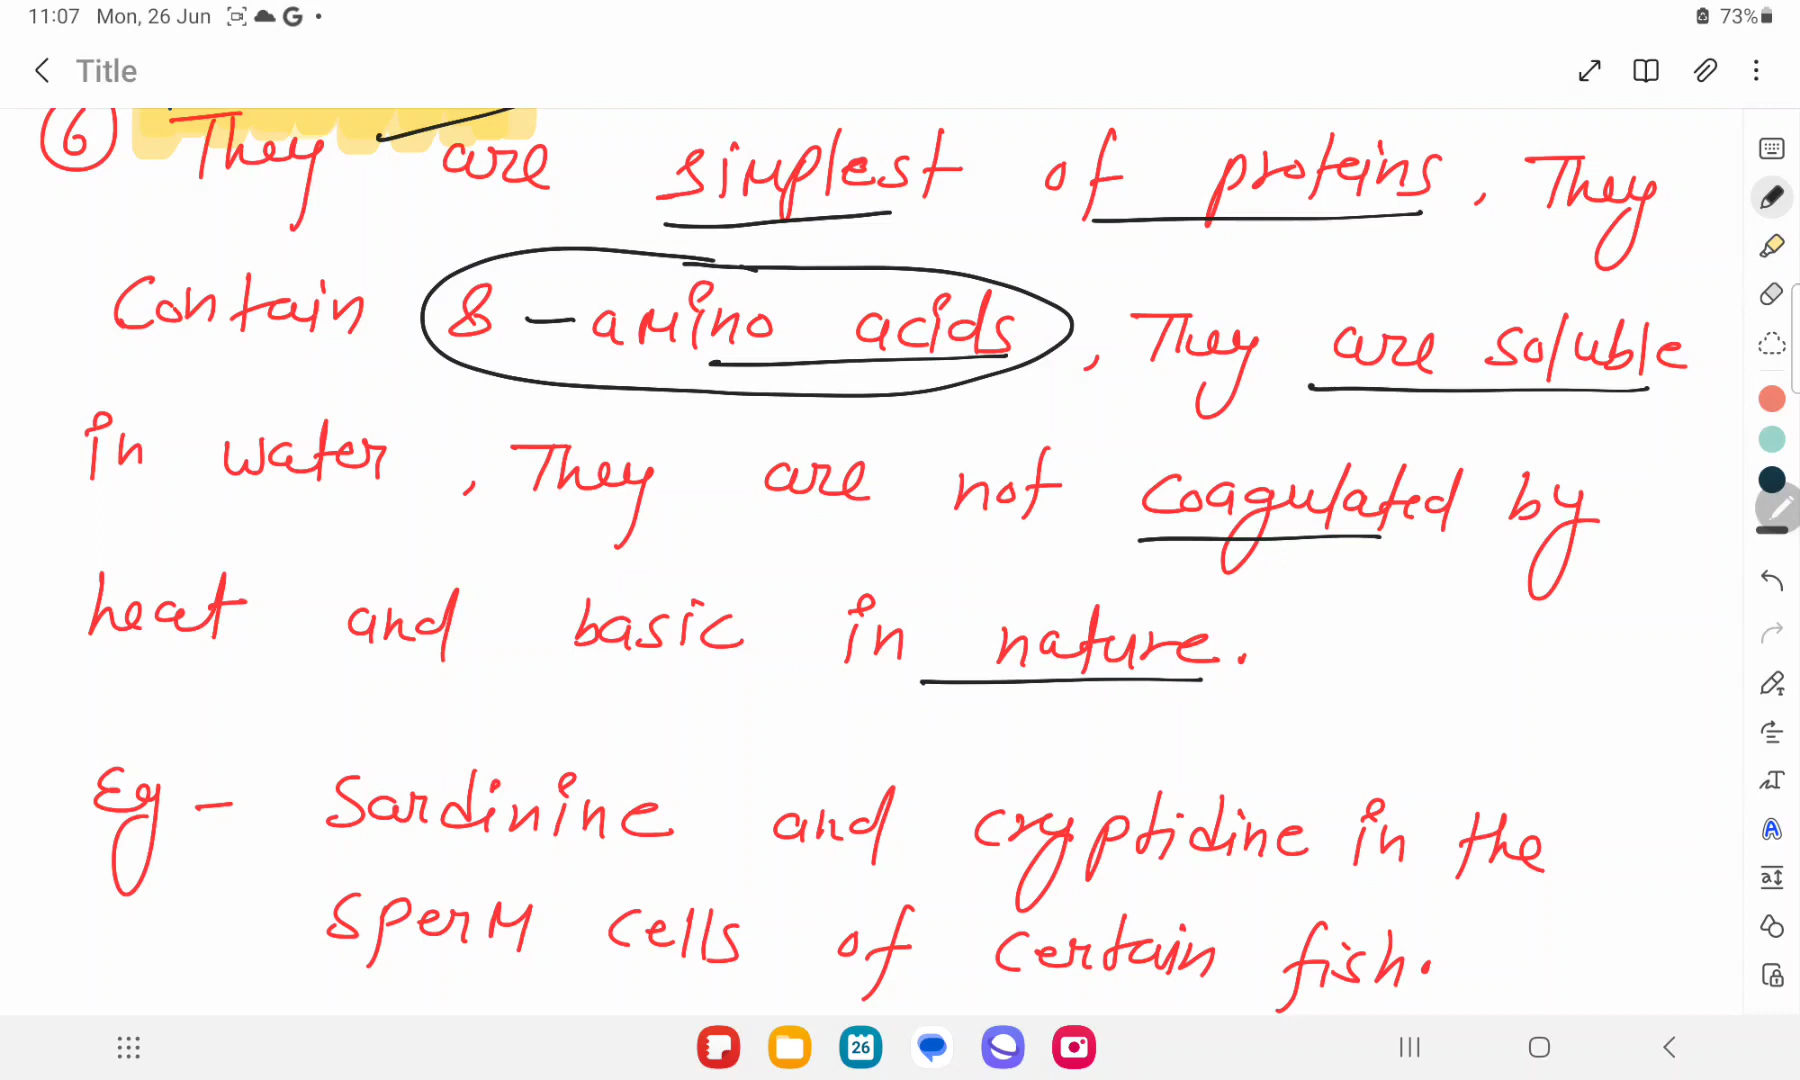 11:07 Mon, 26 Jun G 73%
Title
6 They are simplest of proteins. They
Contain 8 - amino acids, They are soluble
in water, They are not coagulated by
heat and basic in nature.
Eg - Sardinine and cryptidine in the
sperm cells of certain fish.
26